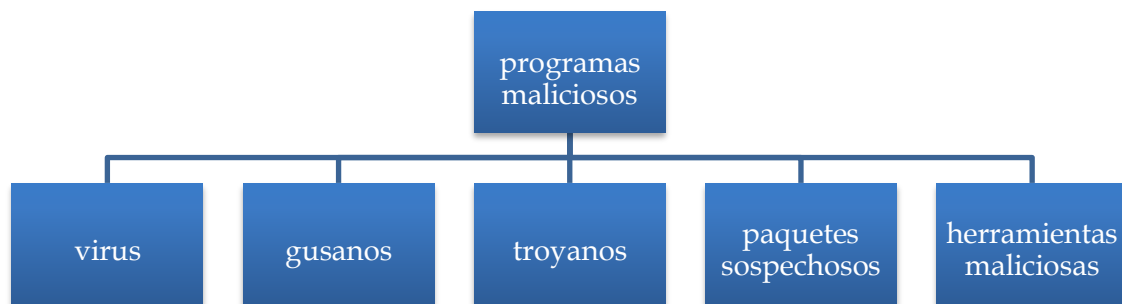 programas
maliciosos
virus
gusanos
troyanos
paquetes
sospechosos
herramientas
maliciosas